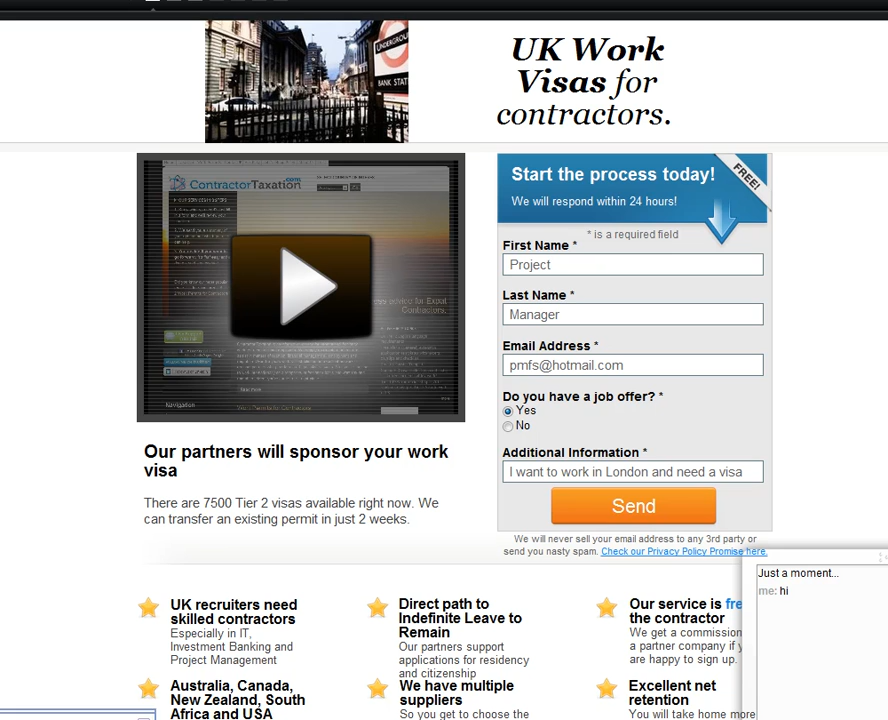 UNDERGROUND
BANK STAT
UK Work
Visas for
contractors.
ContractorTaxation.com
Navigation
Start the process today!
FREE!
We will respond within 24 hours!
* is a required field
First Name *
Project
Last Name *
Manager
Email Address *
pmfs@hotmail.com
Do you have a job offer? *
Yes
No
Additional Information *
I want to work in London and need a visa
Send
We will never sell your email address to any 3rd party or
send you nasty spam. Check our Privacy Policy Promise here.
Our partners will sponsor your work
visa
There are 7500 Tier 2 visas available right now. We
can transfer an existing permit in just 2 weeks.
Just a moment...
me: hi
UK recruiters need
skilled contractors
Especially in IT,
Investment Banking and
Project Management
Direct path to
Indefinite Leave to
Remain
Our partners support
applications for residency
and citizenship
Our service is fre
the contractor
We get a commission
a partner company if y
are happy to sign up.
Australia, Canada,
New Zealand, South
Africa and USA
We have multiple
suppliers
So you get to choose the
Excellent net
retention
You will take home more